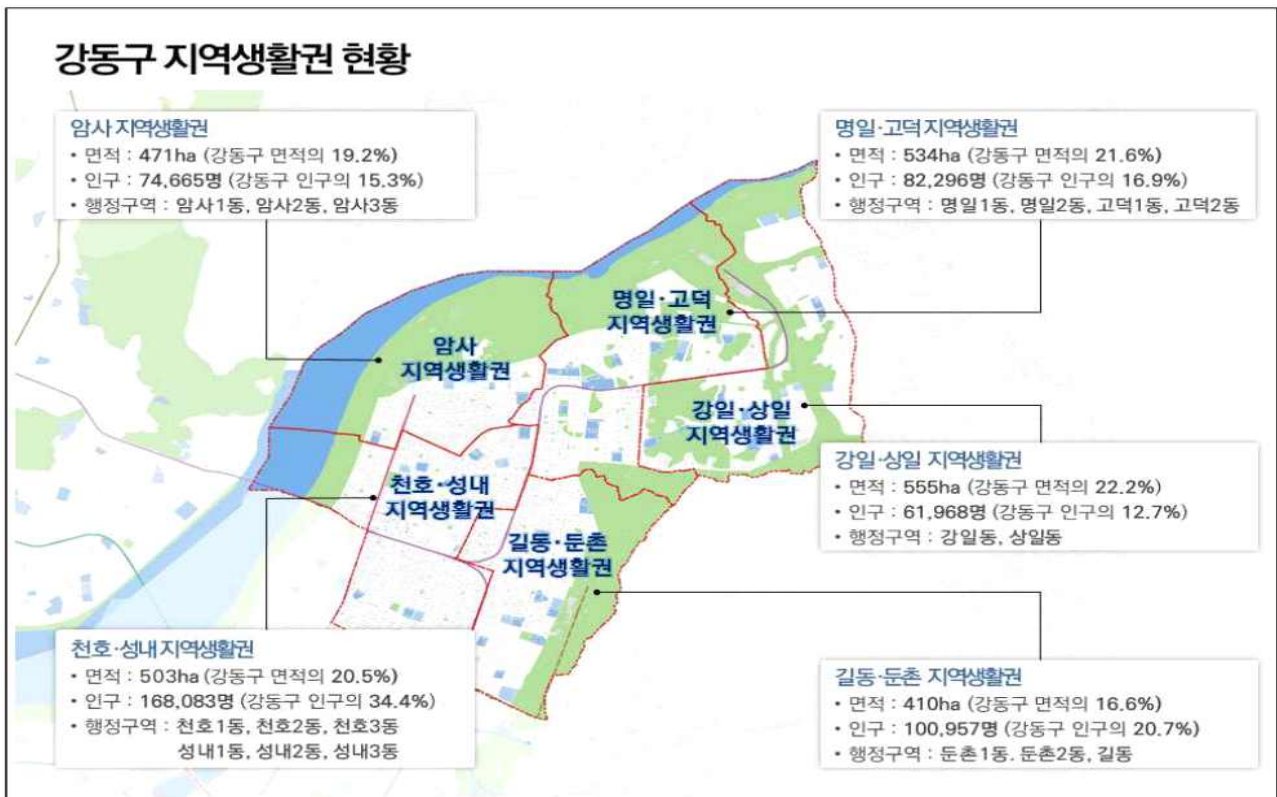 강동구 지역생활권 현황
암사 지역생활권
• 면적 : 471ha (강동구 면적의 19.2%)
• 인구 : 74,665명 (강동구 인구의 15.3%)
• 행정구역 : 암사1동, 암사2동, 암사3동
명일·고덕 지역생활권
• 면적 : 534ha (강동구 면적의 21.6%)
• 인구 : 82,296명 (강동구 인구의 16.9%)
• 행정구역 : 명일1동, 명일2동, 고덕1동, 고덕2동
명일·고덕
지역생활권
암사
지역생활권
강일·상일
지역생활권
천호·성내
지역생활권
길동·둔촌
지역생활권
강일·상일 지역생활권
• 면적 : 555ha (강동구 면적의 22.2%)
• 인구 : 61,968명 (강동구 인구의 12.7%)
• 행정구역 : 강일동, 상일동
천호·성내 지역생활권
• 면적 : 503ha (강동구 면적의 20.5%)
• 인구 : 168,083명 (강동구 인구의 34.4%)
• 행정구역 : 천호1동, 천호2동, 천호3동
성내1동, 성내2동, 성내3동
길동·둔촌 지역생활권
• 면적 : 410ha (강동구 면적의 16.6%)
• 인구 : 100,957명 (강동구 인구의 20.7%)
• 행정구역 : 둔촌1동. 둔촌2동, 길동